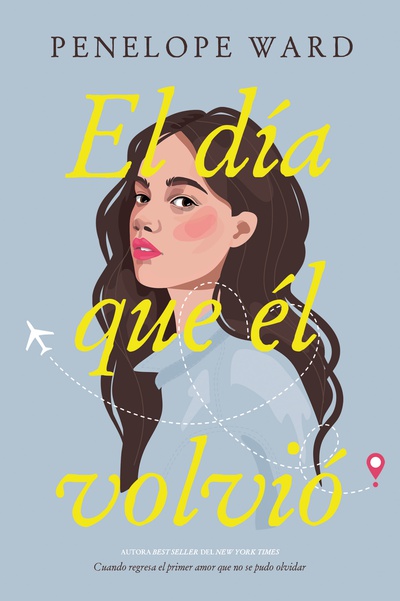 PENELOPE WARD
El día
que él
volvió
AUTORA BEST SELLER DEL NEW YORK TIMES
Cuando regresa el primer amor que no se pudo olvidar